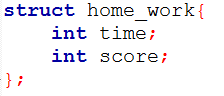 struct home_work{
    int time;
    int score;
};